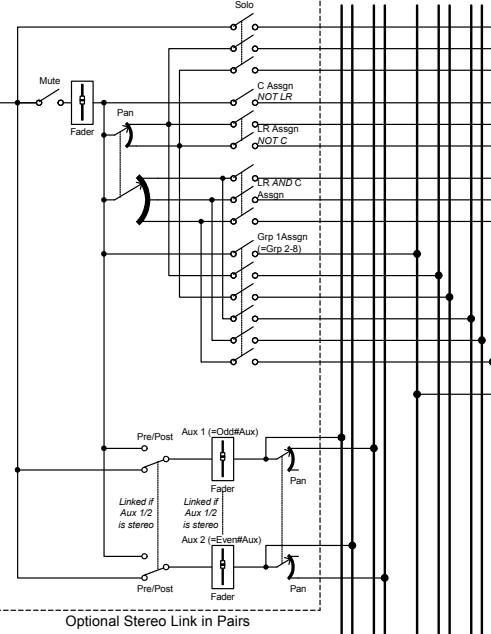 Solo
Mute
C Assgn
NOT LR
Fader
Pan
LR Assgn
NOT C
LR AND C
Assgn
Grp 1Assgn
(=Grp 2-8)
Pre/Post
Aux 1 (=Odd#Aux)
Fader
Pan
Linked if
Aux 1/2
is stereo
Linked if
Aux 1/2
is stereo
Aux 2 (=Even#Aux)
Pre/Post
Fader
Pan
Optional Stereo Link in Pairs